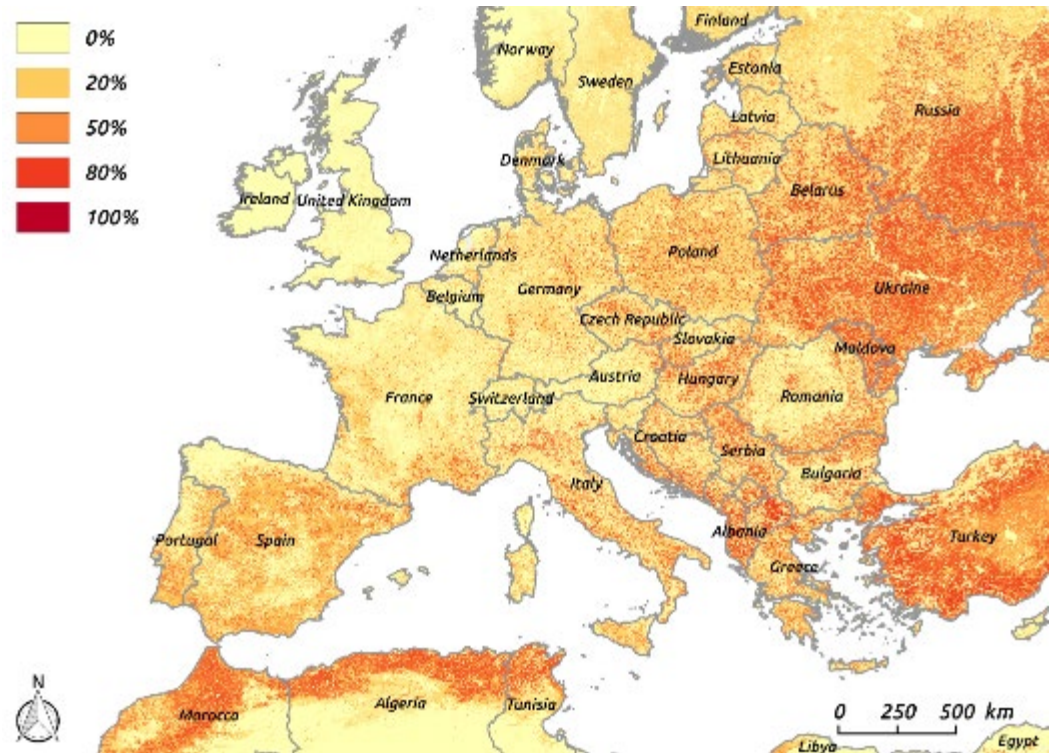 0%
20%
50%
80%
100%
Finland
Norway
Sweden
Estonia
Russia
Latvia
Lithuania
Denmark
Belarus
Ireland
United Kingdom
Netherlands
Poland
Germany
Ukraine
Belgium
Czech Republic
Slovakia
Moldova
Austria
Hungary
France
Switzerland
Romania
Croatia
Serbia
Bulgaria
Italy
Portugal
Spain
Albania
Turkey
Greece
N
Morocco
Algeria
Tunisia
0 250 500 km
Libya
Egypt